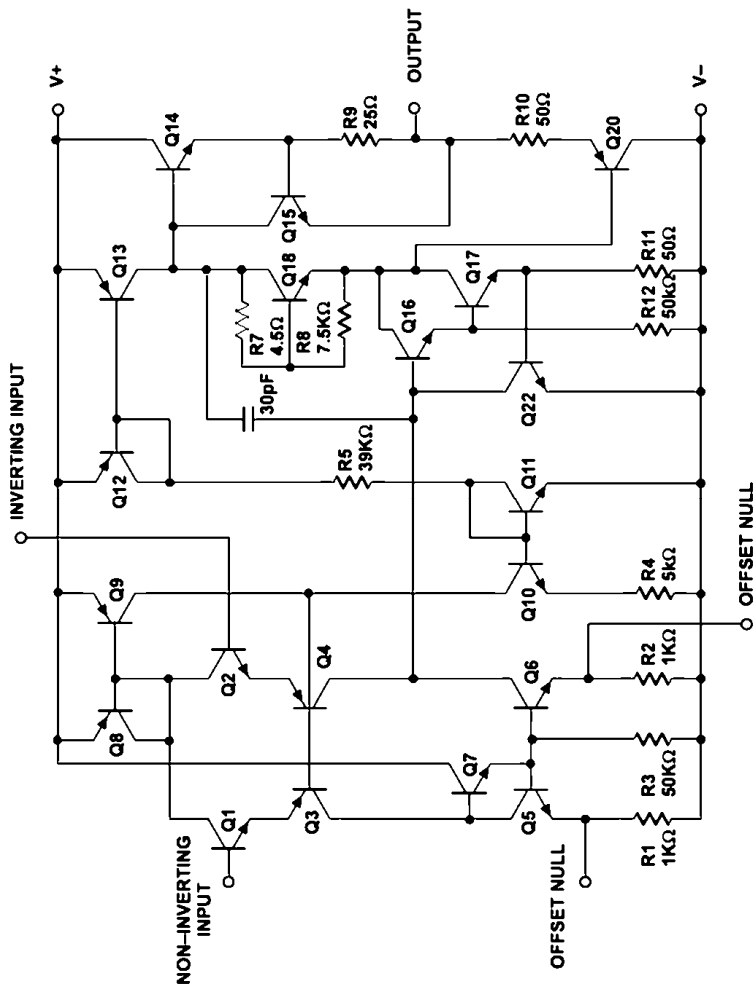 INVERTING INPUT
NON–INVERTING
INPUT
V+
OUTPUT
V–
OFFSET NULL
OFFSET NULL
Q1
Q2
Q3
Q4
Q5
Q6
Q7
Q8
Q9
Q10
Q11
Q12
Q13
Q14
Q15
Q16
Q17
Q18
Q20
Q22
R1
1KΩ
R2
1KΩ
R3
50KΩ
R4
5kΩ
R5
39KΩ
R7
4.5Ω
R8
7.5KΩ
R9
25Ω
R10
50Ω
R11
50Ω
R12
50kΩ
30pF